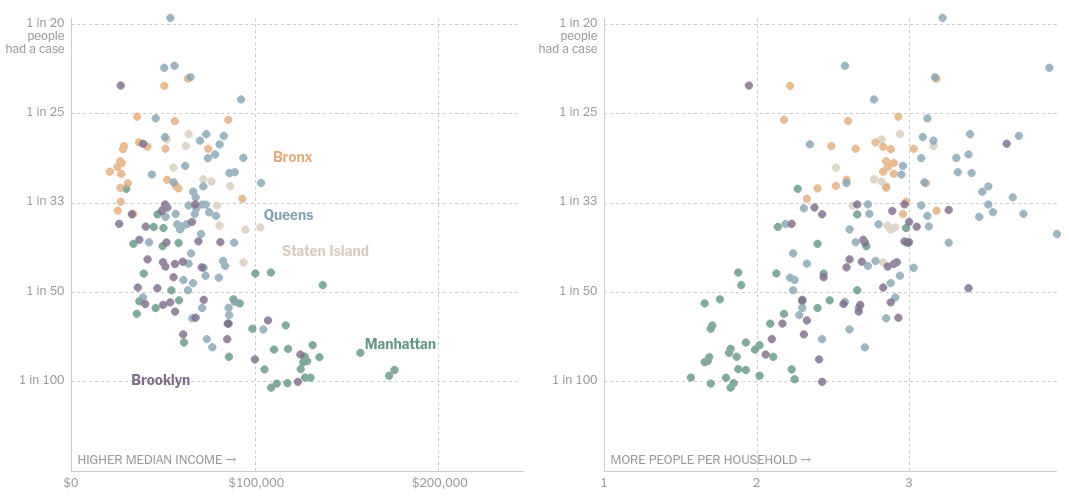 1 in 20
people
had a case
1 in 25
1 in 33
1 in 50
1 in 100
Bronx
Queens
Staten Island
Manhattan
Brooklyn
HIGHER MEDIAN INCOME →
$0
$100,000
$200,000
1 in 20
people
had a case
1 in 25
1 in 33
1 in 50
1 in 100
MORE PEOPLE PER HOUSEHOLD →
1
2
3